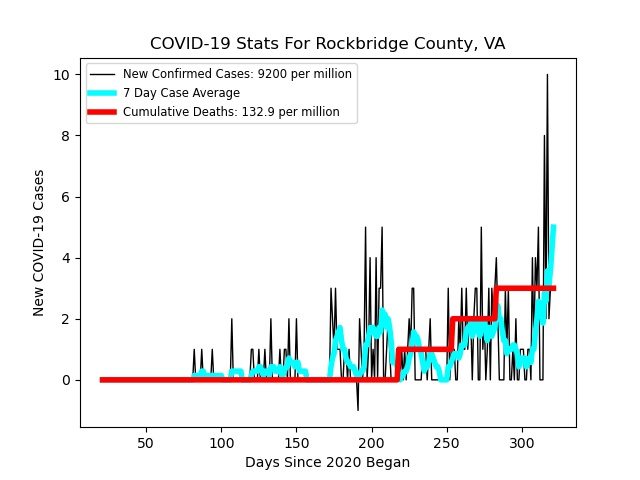 COVID-19 Stats For Rockbridge County, VA
New Confirmed Cases: 9200 per million
7 Day Case Average
Cumulative Deaths: 132.9 per million
New COVID-19 Cases
10
8
6
4
2
0
50 100 150 200 250 300
Days Since 2020 Began